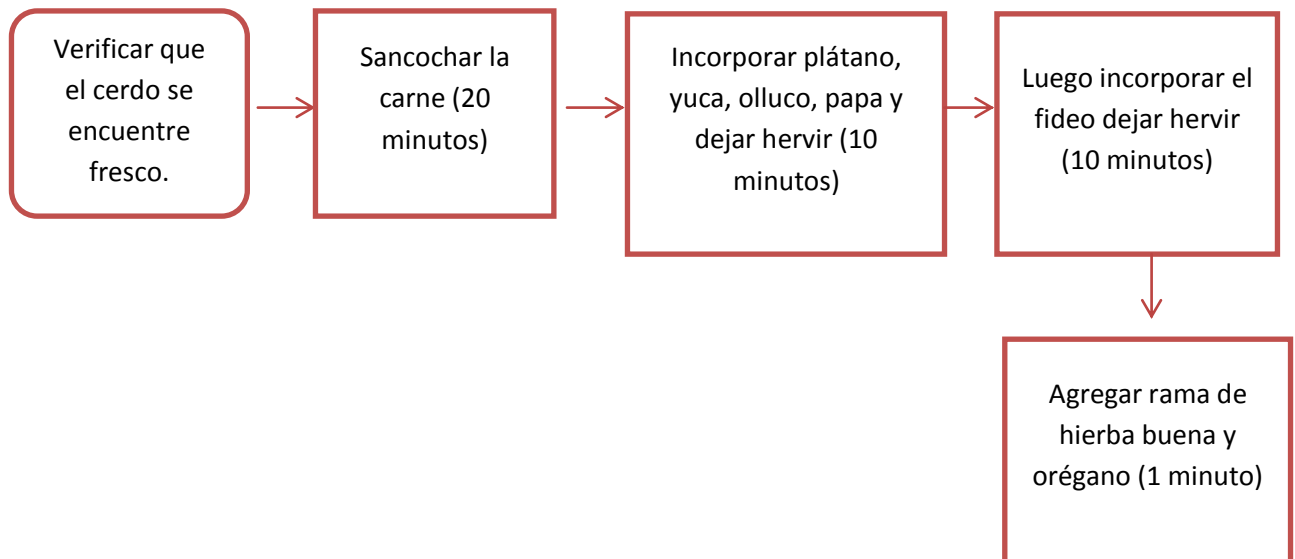 Verificar que
el cerdo se
encuentre
fresco.
Sancochar la
carne (20
minutos)
Incorporar plátano,
yuca, olluco, papa y
dejar hervir (10
minutos)
Luego incorporar el
fideo dejar hervir
(10 minutos)
Agregar rama de
hierba buena y
orégano (1 minuto)